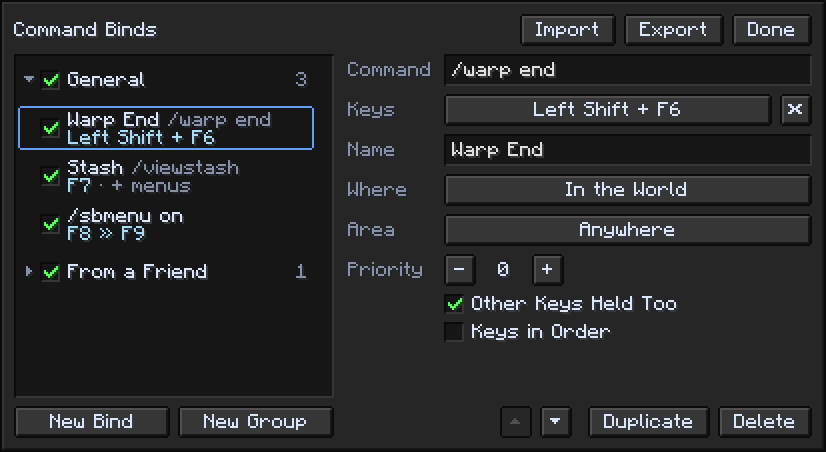 Command Binds
Import
Export
Done
General 3
Warp End /warp end
Left Shift + F6
Stash /viewstash
F7 · + menus
/sbmenu on
F8 » F9
From a Friend 1
New Bind
New Group
Command /warp end
Keys Left Shift + F6
Name Warp End
Where In the World
Area Anywhere
Priority − 0 +
Other Keys Held Too
Keys in Order
Duplicate
Delete